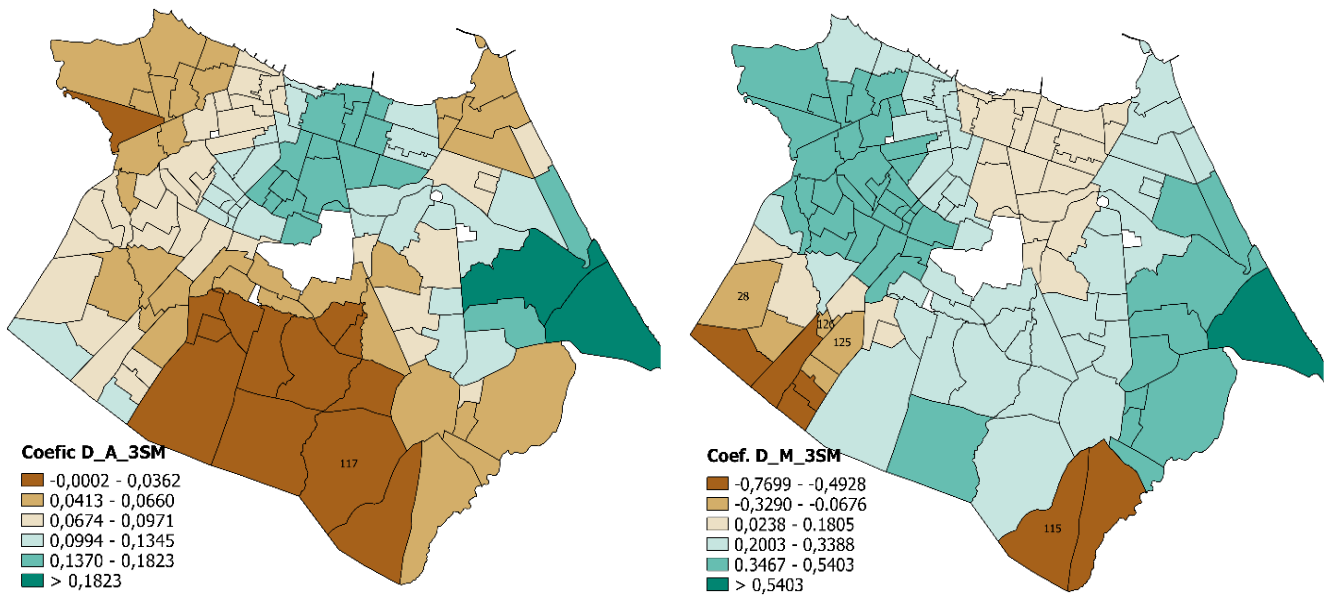 117
Coefic D_A_3SM
-0,0002 - 0,0362
0,0413 - 0,0660
0,0674 - 0,0971
0,0994 - 0,1345
0,1370 - 0,1823
> 0,1823
28
126
125
115
Coef. D_M_3SM
-0,7699 - -0,4928
-0,3290 - -0.0676
0,0238 - 0.1805
0,2003 - 0,3388
0.3467 - 0,5403
> 0,5403